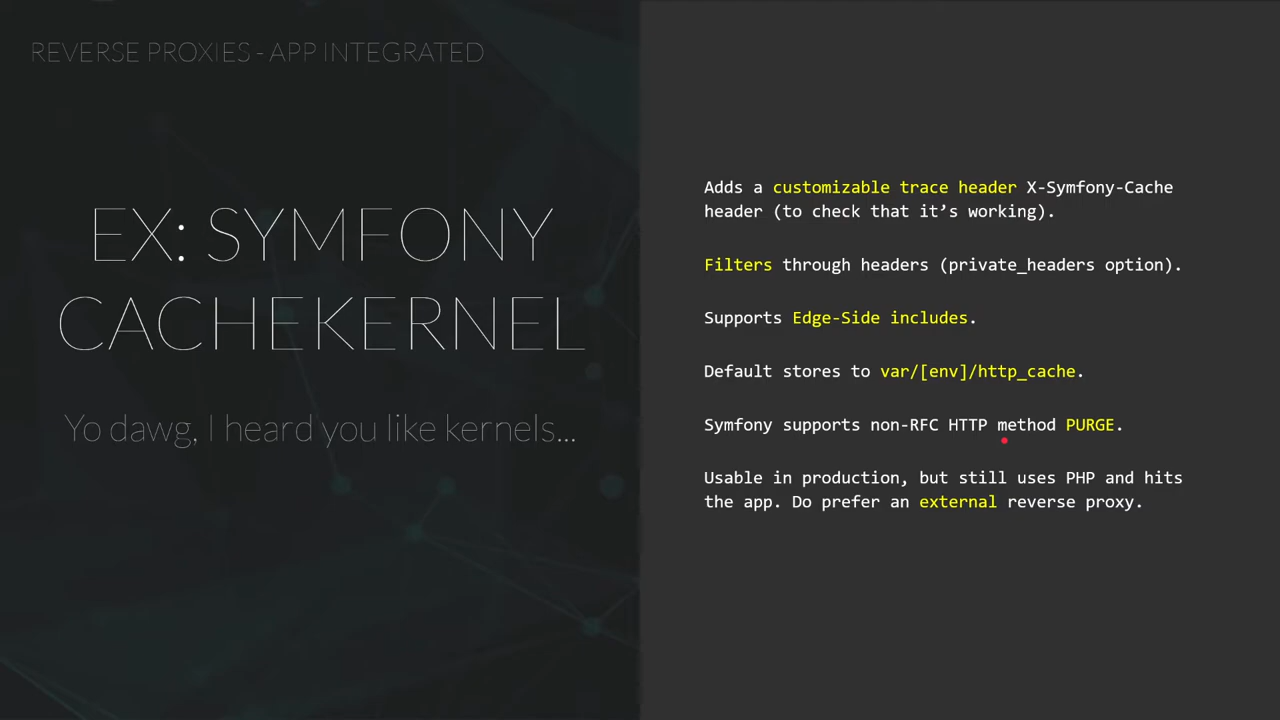 REVERSE PROXIES - APP INTEGRATED
EX: SYMFONY
CACHEKERNEL
Yo dawg, I heard you like kernels...
Adds a customizable trace header X-Symfony-Cache
header (to check that it’s working).
Filters through headers (private_headers option).
Supports Edge-Side includes.
Default stores to var/[env]/http_cache.
Symfony supports non-RFC HTTP method PURGE.
Usable in production, but still uses PHP and hits
the app. Do prefer an external reverse proxy.